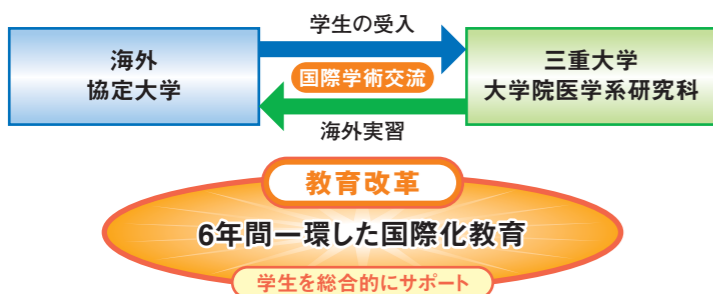 学生の受入
海外
協定大学
国際学術交流
三重大学
大学院医学系研究科
海外実習
教育改革
6年間一環した国際化教育
学生を総合的にサポート